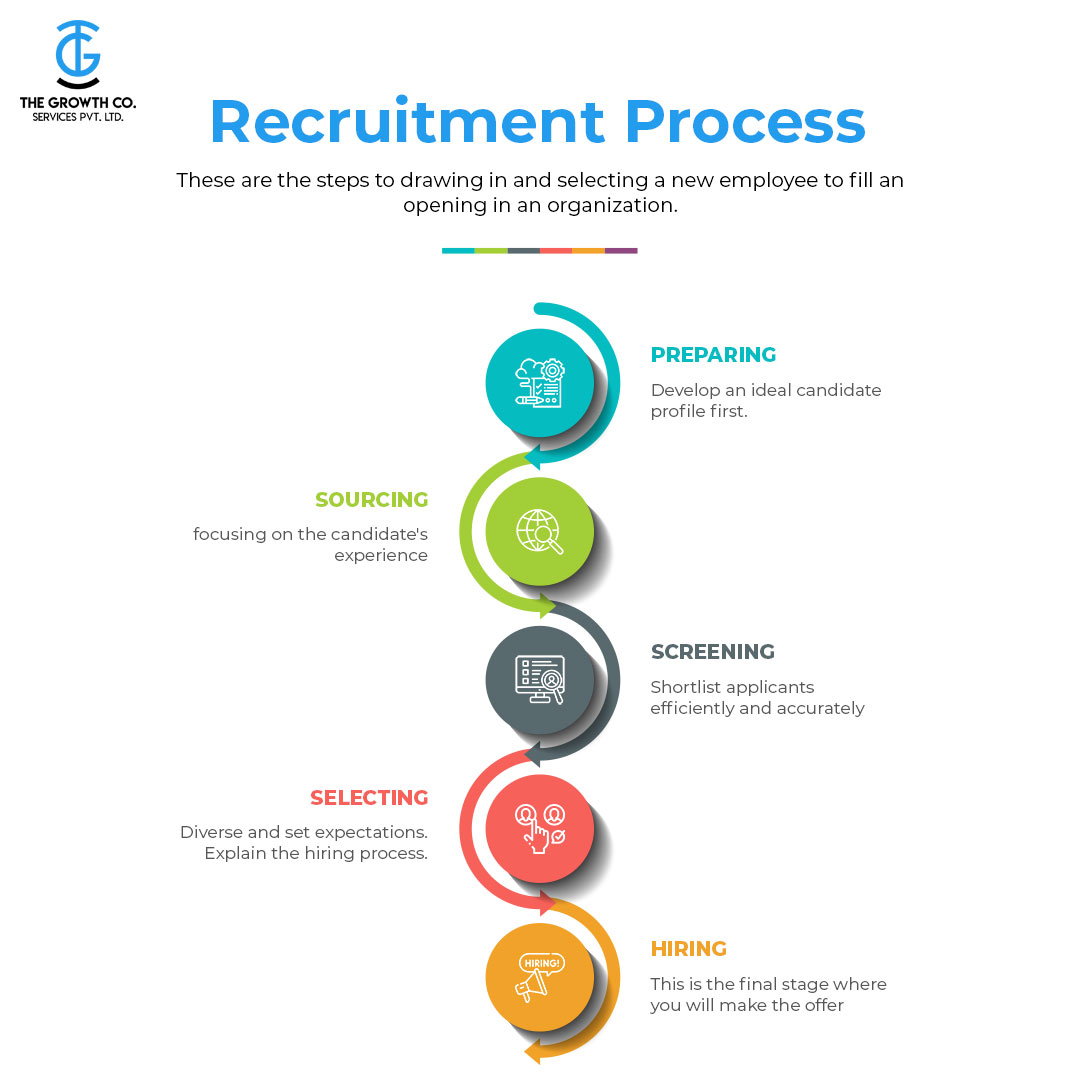 THE GROWTH CO.
SERVICES PVT. LTD.
Recruitment Process
These are the steps to drawing in and selecting a new employee to fill an
opening in an organization.
PREPARING
Develop an ideal candidate
profile first.
SOURCING
focusing on the candidate's
experience
SCREENING
Shortlist applicants
efficiently and accurately
SELECTING
Diverse and set expectations.
Explain the hiring process.
HIRING!
HIRING
This is the final stage where
you will make the offer